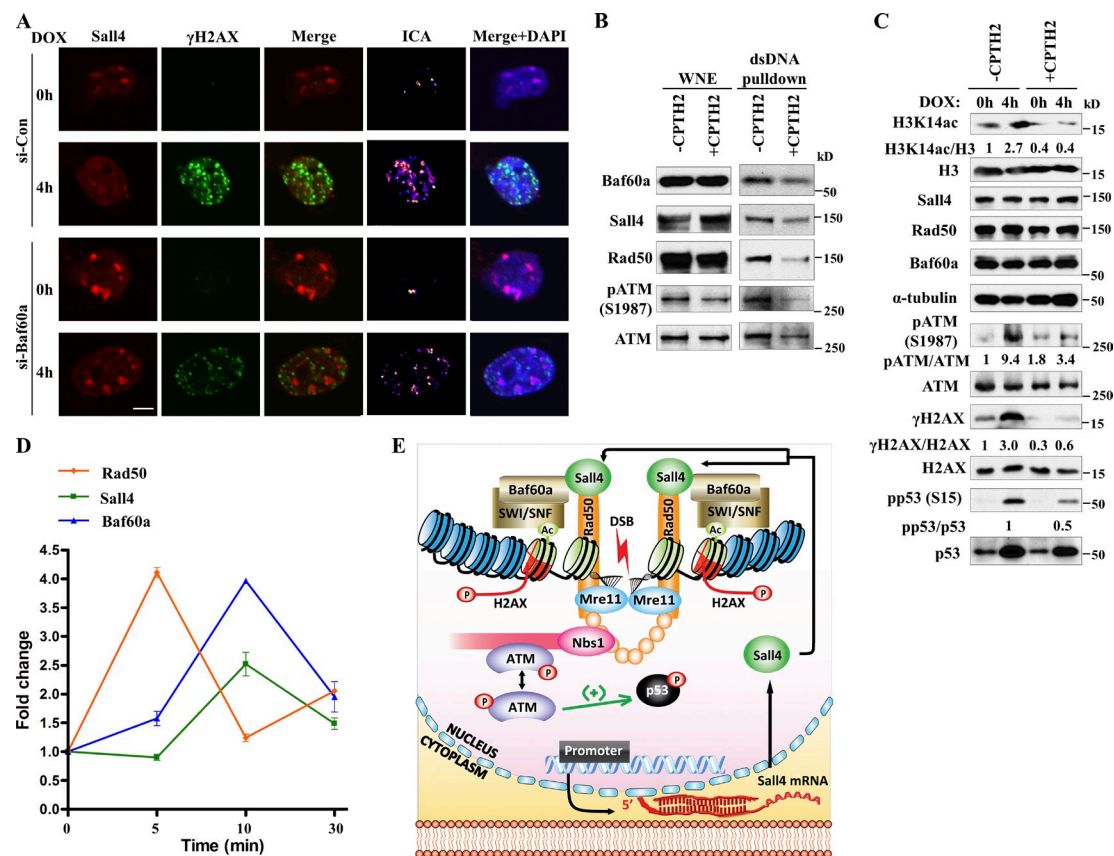 A
DOX Sall4 γH2AX Merge ICA Merge+DAPI
si-Con
0h
4h
si-Baf60a
0h
4h
B
WNE dsDNA pulldown
-CPTH2 +CPTH2 -CPTH2 +CPTH2
kD
Baf60a 50
Sall4 150
Rad50 150
pATM (S1987) 250
ATM 250
C
-CPTH2 +CPTH2
DOX: 0h 4h 0h 4h kD
H3K14ac 15
H3K14ac/H3 1 2.7 0.4 0.4
H3 15
Sall4 150
Rad50 150
Baf60a 50
α-tubulin 50
pATM (S1987) 250
pATM/ATM 1 9.4 1.8 3.4
ATM 250
γH2AX 15
γH2AX/H2AX 1 3.0 0.3 0.6
H2AX 15
pp53 (S15) 50
pp53/p53 1 0.5
p53 50
D
Rad50
Sall4
Baf60a
Fold change
4.5
4.0
3.5
3.0
2.5
2.0
1.5
1.0
0.5
0.0
0 5 10 30
Time (min)
E
Sall4 Sall4
Baf60a Baf60a
SWI/SNF SWI/SNF
Rad50 Rad50
Ac Ac
DSB
P P
H2AX H2AX
Mre11 Mre11
Nbs1
ATM P
P ATM
(+)
p53 P
Sall4
NUCLEUS
CYTOPLASM
Promoter
Sall4 mRNA
5'